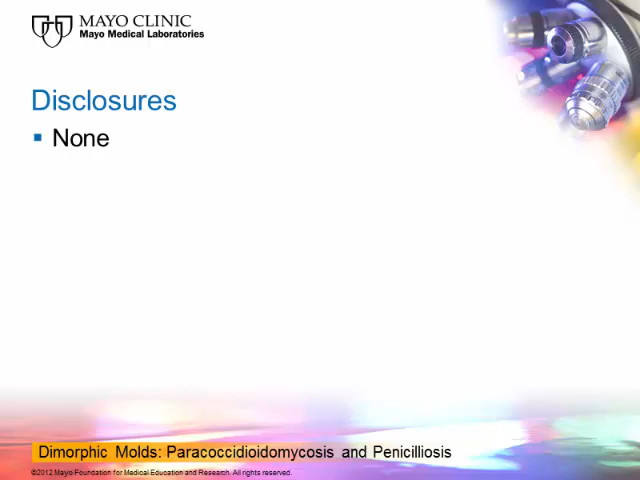 MAYO CLINIC
Mayo Medical Laboratories
Disclosures
▪ None
Dimorphic Molds: Paracoccidioidomycosis and Penicilliosis
©2012 Mayo Foundation for Medical Education and Research. All rights reserved.